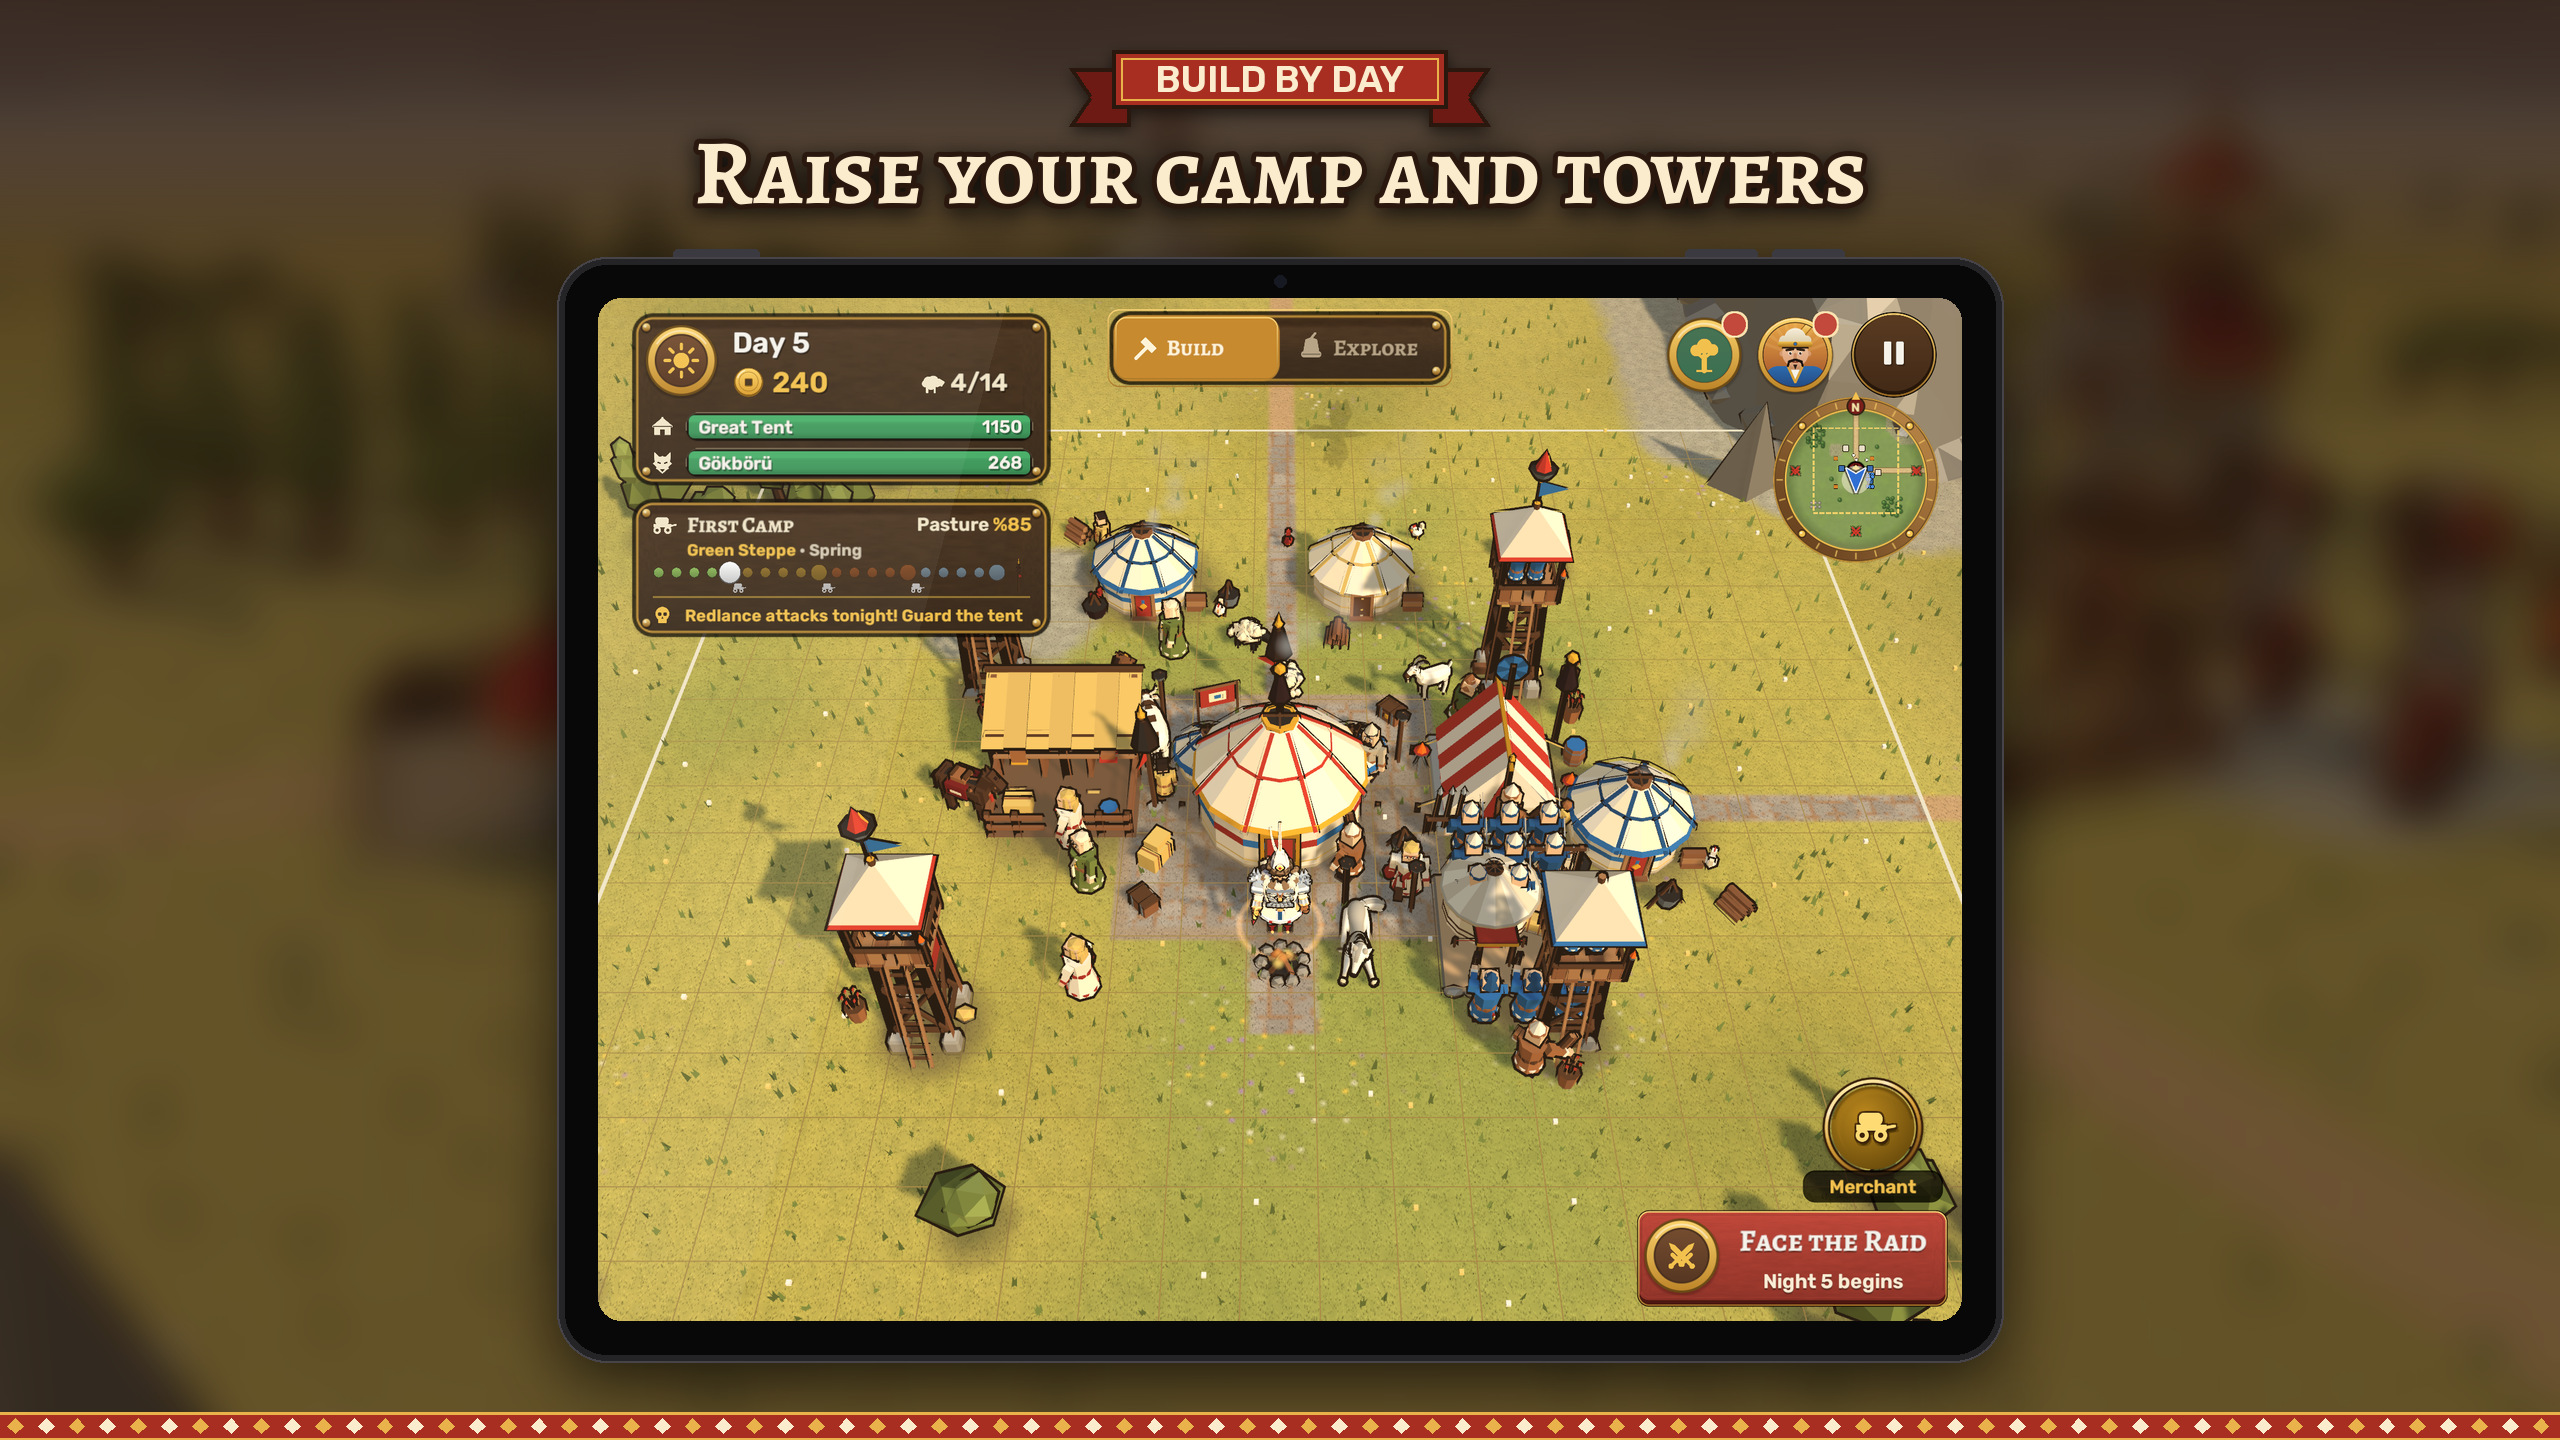 BUILD BY DAY
RAISE YOUR CAMP AND TOWERS
Day 5
240
4/14
Great Tent 1150
Gökbörü 268
BUILD
EXPLORE
N
FIRST CAMP Pasture %85
Green Steppe • Spring
Redlance attacks tonight! Guard the tent
Merchant
FACE THE RAID
Night 5 begins